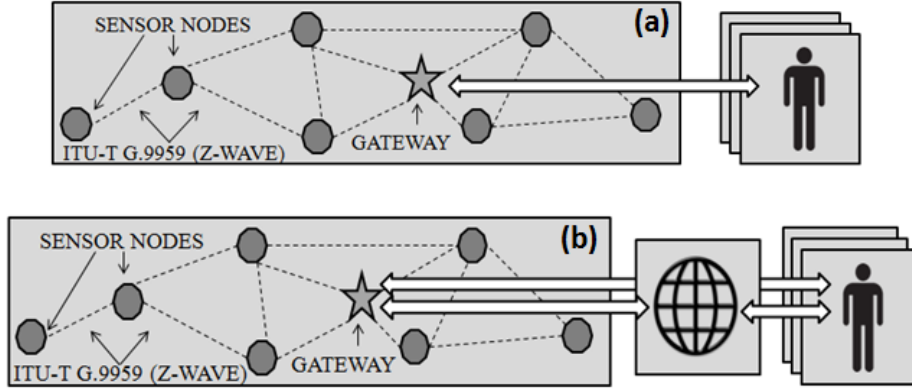 (a)
SENSOR NODES
GATEWAY
ITU-T G.9959 (Z-WAVE)
(b)
SENSOR NODES
GATEWAY
ITU-T G.9959 (Z-WAVE)